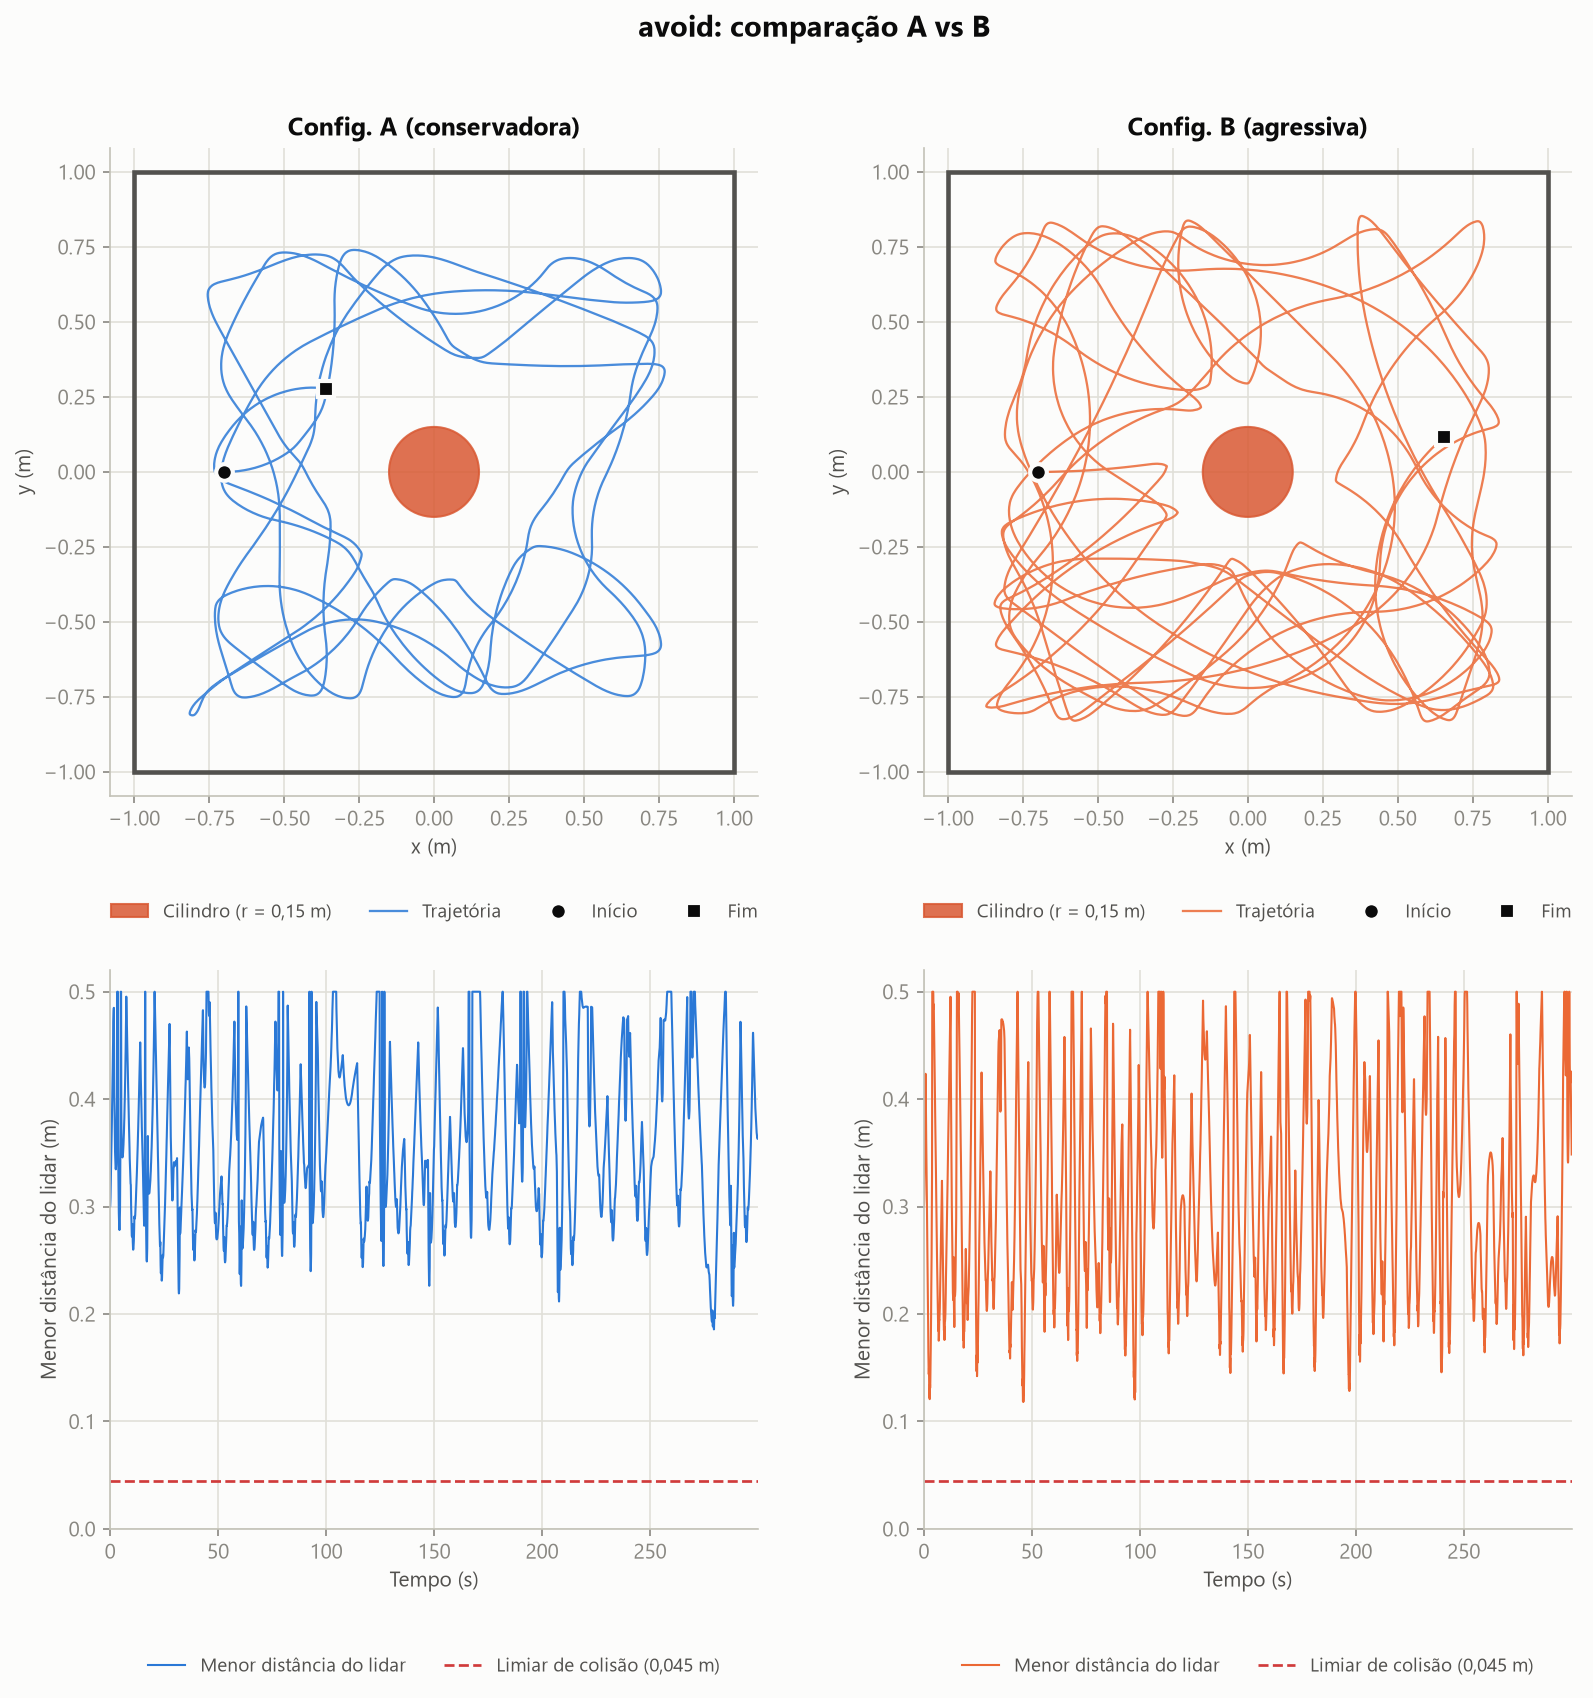 avoid: comparação A vs B
Config. A (conservadora)
1.00
0.75
0.50
0.25
0.00
−0.25
−0.50
−0.75
−1.00
y (m)
−1.00 −0.75 −0.50 −0.25 0.00 0.25 0.50 0.75 1.00
x (m)
Cilindro (r = 0,15 m) Trajetória Início Fim
Config. B (agressiva)
1.00
0.75
0.50
0.25
0.00
−0.25
−0.50
−0.75
−1.00
y (m)
−1.00 −0.75 −0.50 −0.25 0.00 0.25 0.50 0.75 1.00
x (m)
Cilindro (r = 0,15 m) Trajetória Início Fim
0.5
0.4
0.3
0.2
0.1
0.0
Menor distância do lidar (m)
0 50 100 150 200 250
Tempo (s)
Menor distância do lidar Limiar de colisão (0,045 m)
0.5
0.4
0.3
0.2
0.1
0.0
Menor distância do lidar (m)
0 50 100 150 200 250
Tempo (s)
Menor distância do lidar Limiar de colisão (0,045 m)